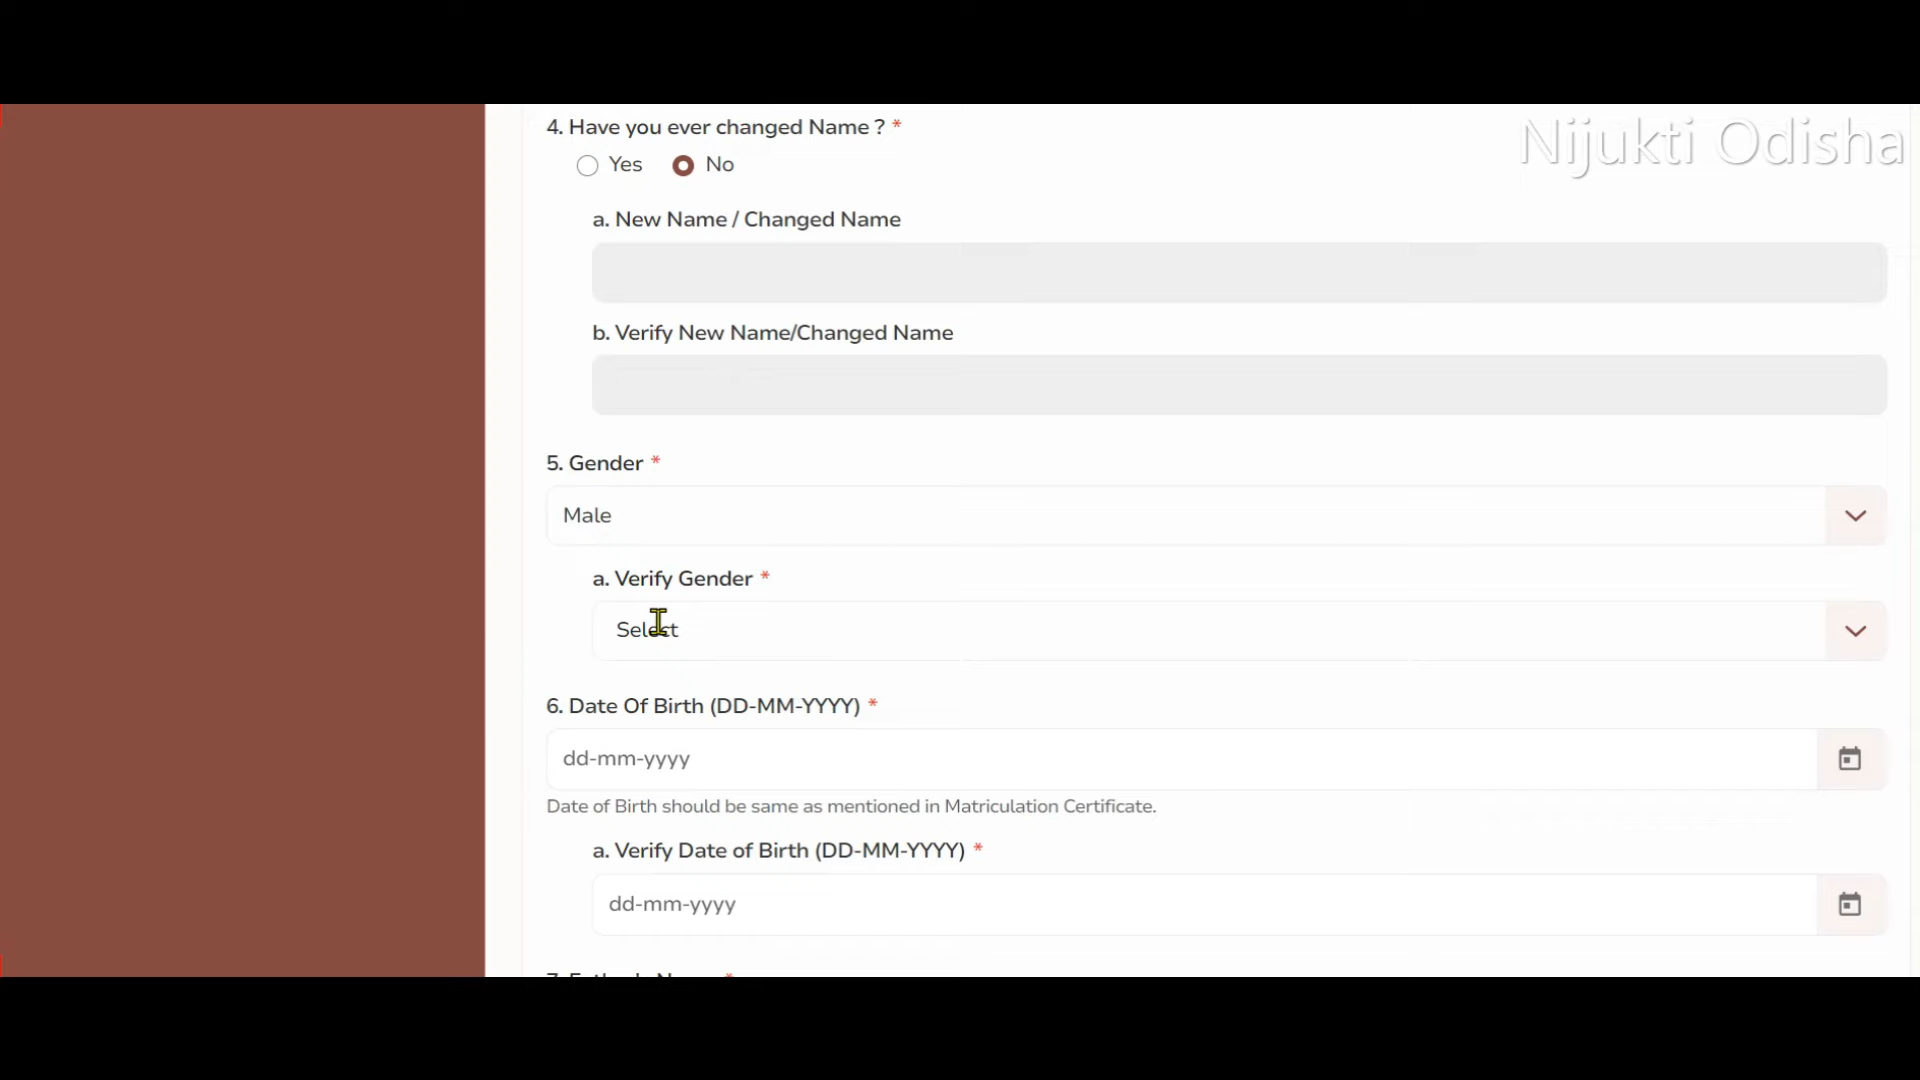 Nijukti Odisha
4. Have you ever changed Name ? *
Yes No
a. New Name / Changed Name
b. Verify New Name/Changed Name
5. Gender *
Male
a. Verify Gender *
Select
6. Date Of Birth (DD-MM-YYYY) *
dd-mm-yyyy
Date of Birth should be same as mentioned in Matriculation Certificate.
a. Verify Date of Birth (DD-MM-YYYY) *
dd-mm-yyyy